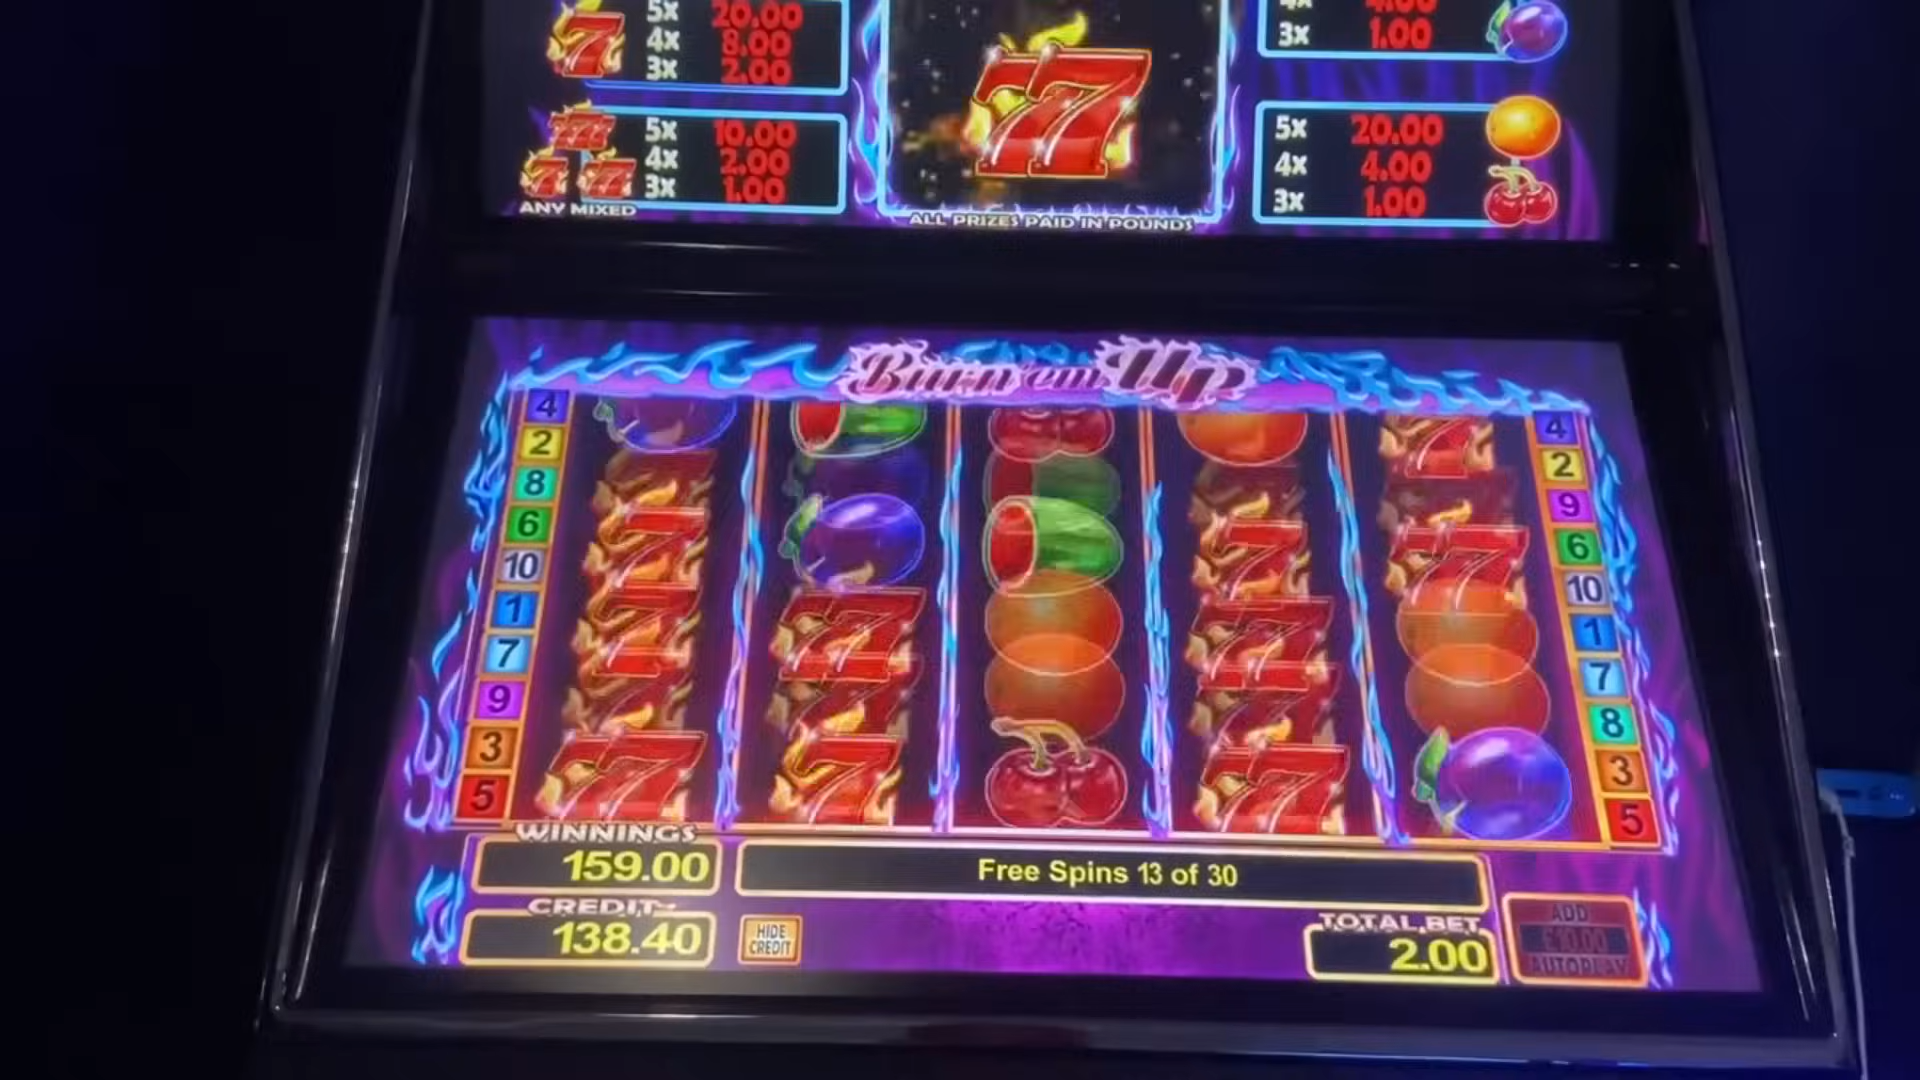 5x 20.00
4x 8.00
3x 2.00
3x 1.00
5x 10.00
4x 2.00
3x 1.00
ANY MIXED
ALL PRIZES PAID IN POUNDS
5x 20.00
4x 4.00
3x 1.00
Burn 'em Up
4
2
8
6
10
1
7
9
3
5
4
2
9
6
10
1
7
8
3
5
WINNINGS
159.00
Free Spins 13 of 30
CREDIT
138.40
HIDE
CREDIT
TOTAL BET
2.00
ADD
£10.00
AUTOPLAY